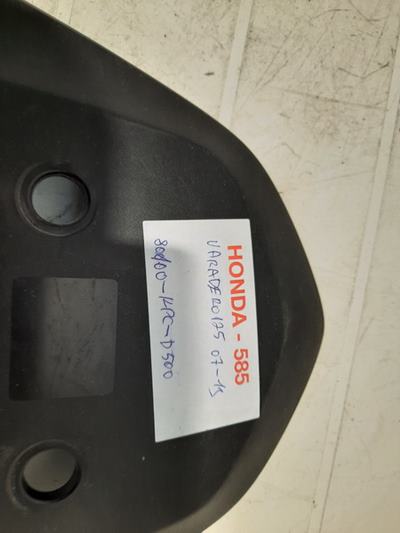 HONDA - 585
VARADERO 125 07-13
80100-KPC-D500